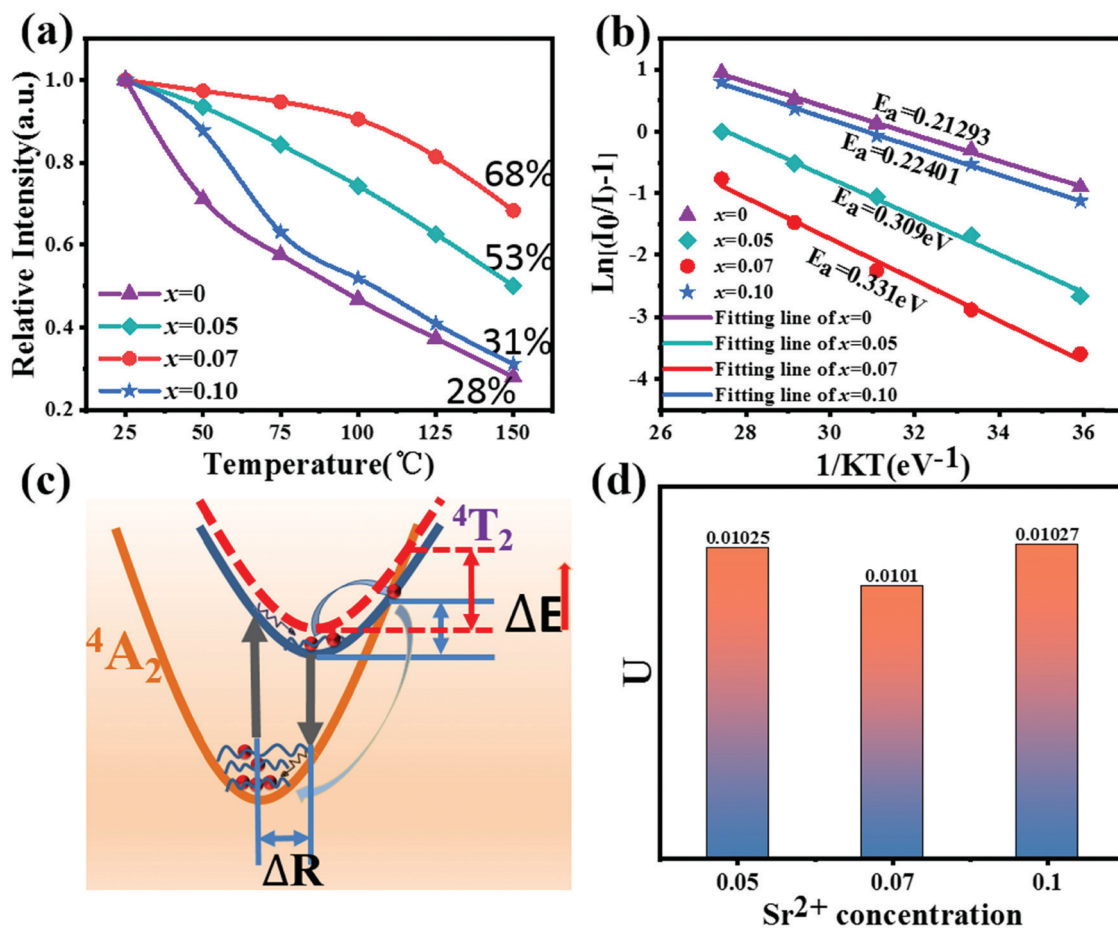 (a)
Relative Intensity(a.u.)
1.0
0.8
0.6
0.4
0.2
68%
53%
31%
28%
x=0
x=0.05
x=0.07
x=0.10
25 50 75 100 125 150
Temperature(℃)
(b)
Ln[(I0/I)-1]
1
0
-1
-2
-3
-4
Ea=0.21293
Ea=0.22401
Ea=0.309eV
Ea=0.331eV
x=0
x=0.05
x=0.07
x=0.10
Fitting line of x=0
Fitting line of x=0.05
Fitting line of x=0.07
Fitting line of x=0.10
26 28 30 32 34 36
1/KT(eV-1)
(c)
4T2
ΔE
4A2
ΔR
(d)
U
0.01025
0.0101
0.01027
0.05 0.07 0.1
Sr2+ concentration